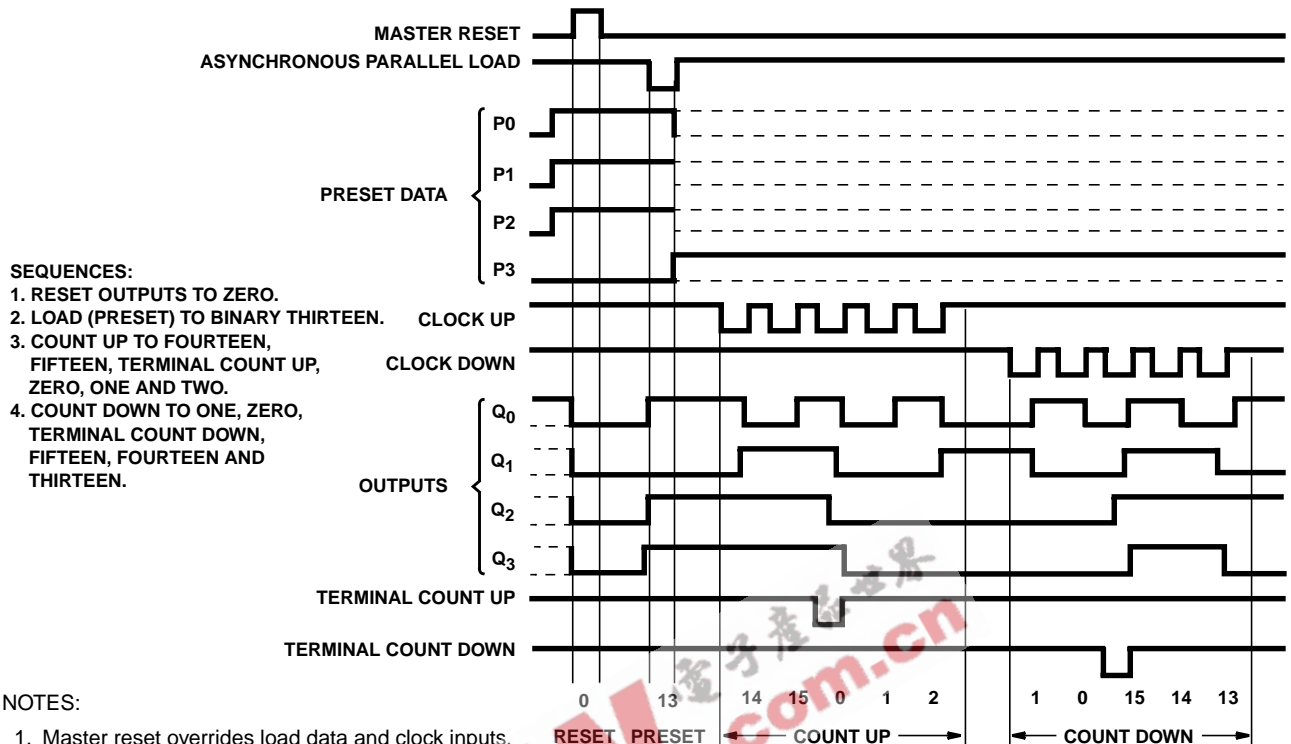 MASTER RESET
ASYNCHRONOUS PARALLEL LOAD
P0
P1
PRESET DATA
P2
P3
SEQUENCES:
1. RESET OUTPUTS TO ZERO.
2. LOAD (PRESET) TO BINARY THIRTEEN.
3. COUNT UP TO FOURTEEN,
FIFTEEN, TERMINAL COUNT UP,
ZERO, ONE AND TWO.
4. COUNT DOWN TO ONE, ZERO,
TERMINAL COUNT DOWN,
FIFTEEN, FOURTEEN AND
THIRTEEN.
CLOCK UP
CLOCK DOWN
Q0
Q1
OUTPUTS
Q2
Q3
TERMINAL COUNT UP
TERMINAL COUNT DOWN
0 13 14 15 0 1 2 1 0 15 14 13
RESET PRESET COUNT UP COUNT DOWN
NOTES:
1. Master reset overrides load data and clock inputs.
com.cn